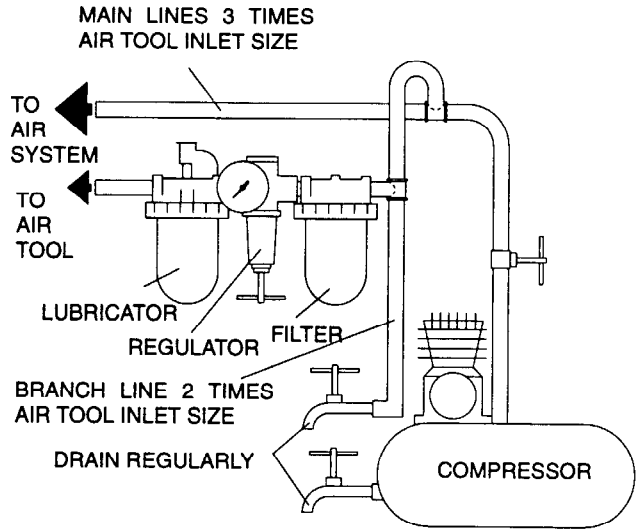 MAIN LINES 3 TIMES
AIR TOOL INLET SIZE
TO
AIR
SYSTEM
TO
AIR
TOOL
LUBRICATOR
REGULATOR
FILTER
BRANCH LINE 2 TIMES
AIR TOOL INLET SIZE
DRAIN REGULARLY
COMPRESSOR